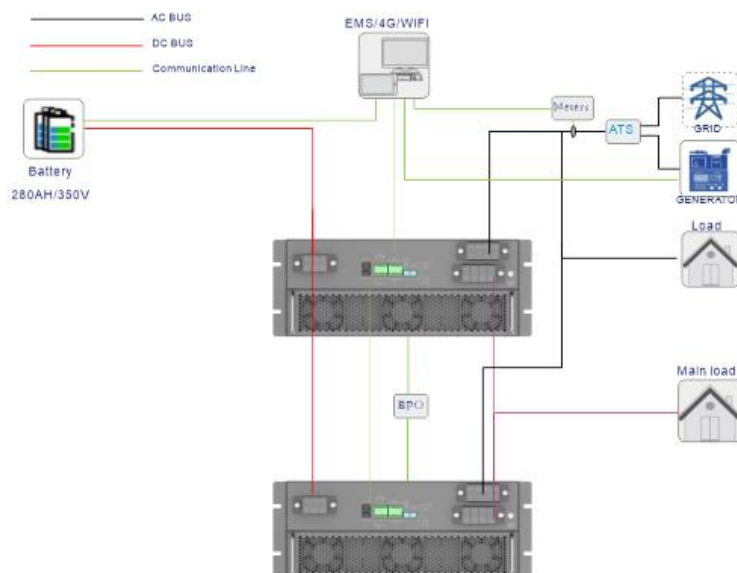 AC BUS
EMS/4G/WIFI
DC BUS
Communication Line
Meters
ATS
GRID
Battery
280AH/350V
GENERATOR
Load
Main load
EPO